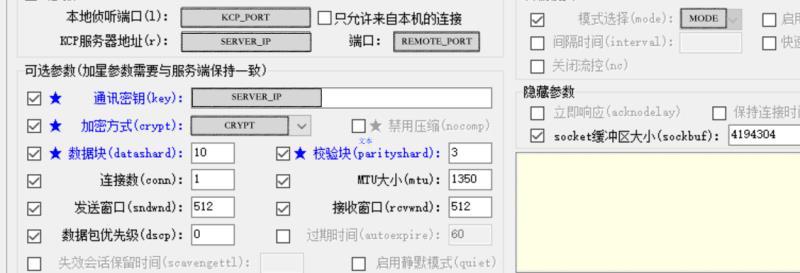 本地侦听端口(l): KCP_PORT 只允许来自本机的连接
KCP服务器地址(r): SERVER_IP 端口: REMOTE_PORT
可选参数(加星参数需要与服务端保持一致)
★ 通讯密钥(key): SERVER_IP
★ 加密方式(crypt): CRYPT ★ 禁用压缩(nocomp)
文本
★ 数据块(datashard): 10 ★ 校验块(parityshard): 3
连接数(conn): 1 MTU大小(mtu): 1350
发送窗口(sndwnd): 512 接收窗口(rcvwnd): 512
数据包优先级(dscp): 0 过期时间(autoexpire): 60
失效会话保留时间(scavengettl): 启用静默模式(quiet)
模式选择(mode): MODE 启
间隔时间(interval): 快
关闭流控(nc)
隐藏参数
立即响应(acknodelay) 保持连接时
socket缓冲区大小(sockbuf): 4194304